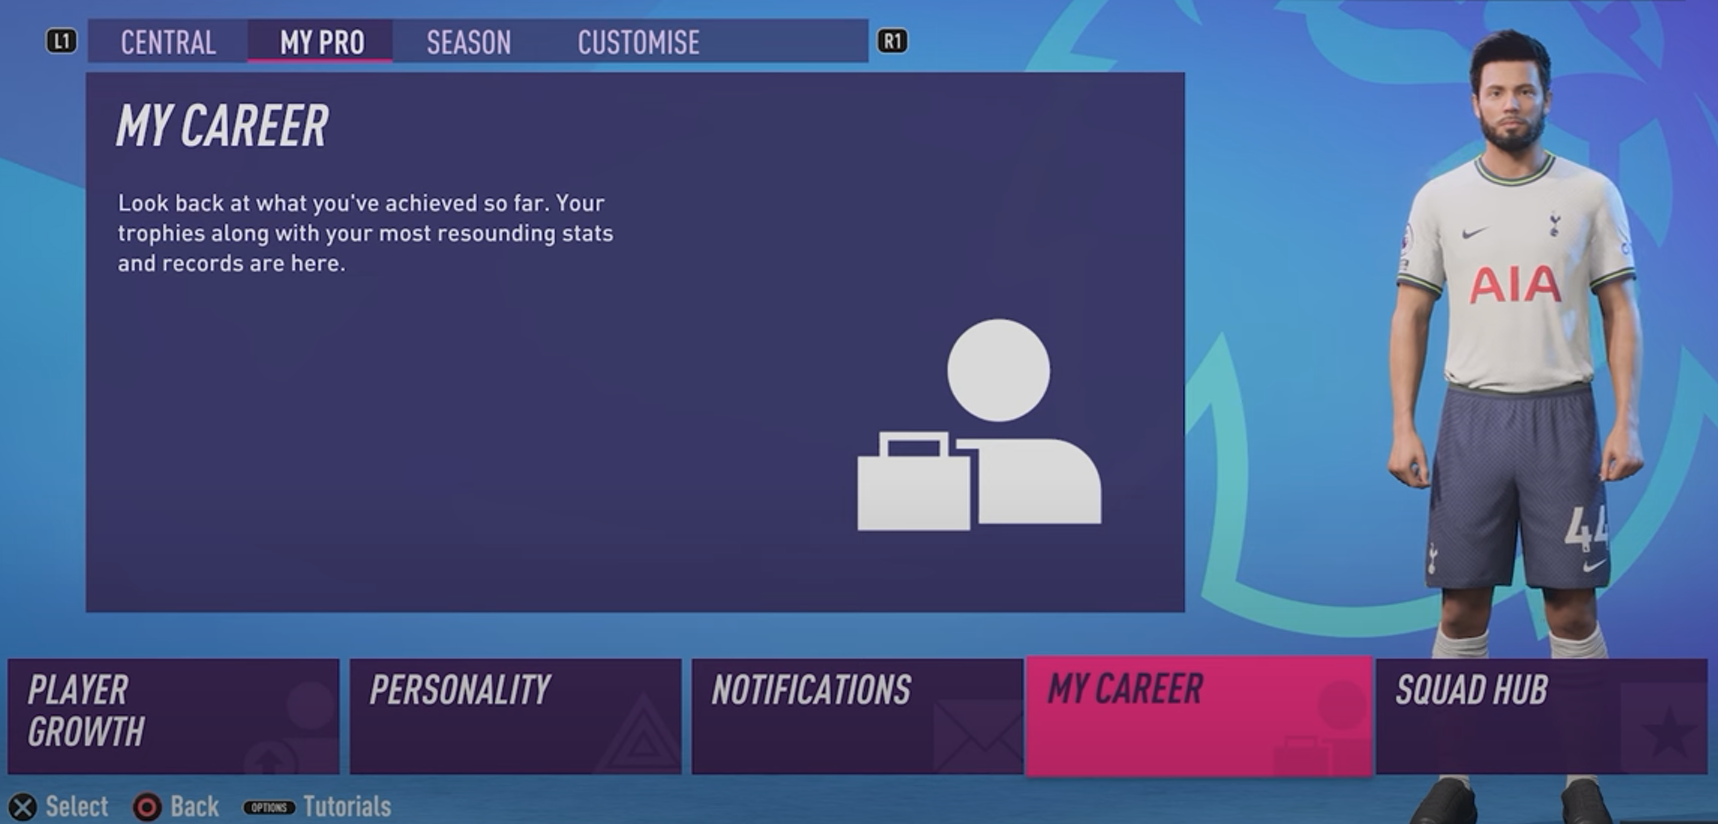 L1 CENTRAL MY PRO SEASON CUSTOMISE R1
MY CAREER
Look back at what you've achieved so far. Your
trophies along with your most resounding stats
and records are here.
AIA
44
PLAYER
GROWTH
PERSONALITY
NOTIFICATIONS
MY CAREER
SQUAD HUB
Select Back OPTIONS Tutorials